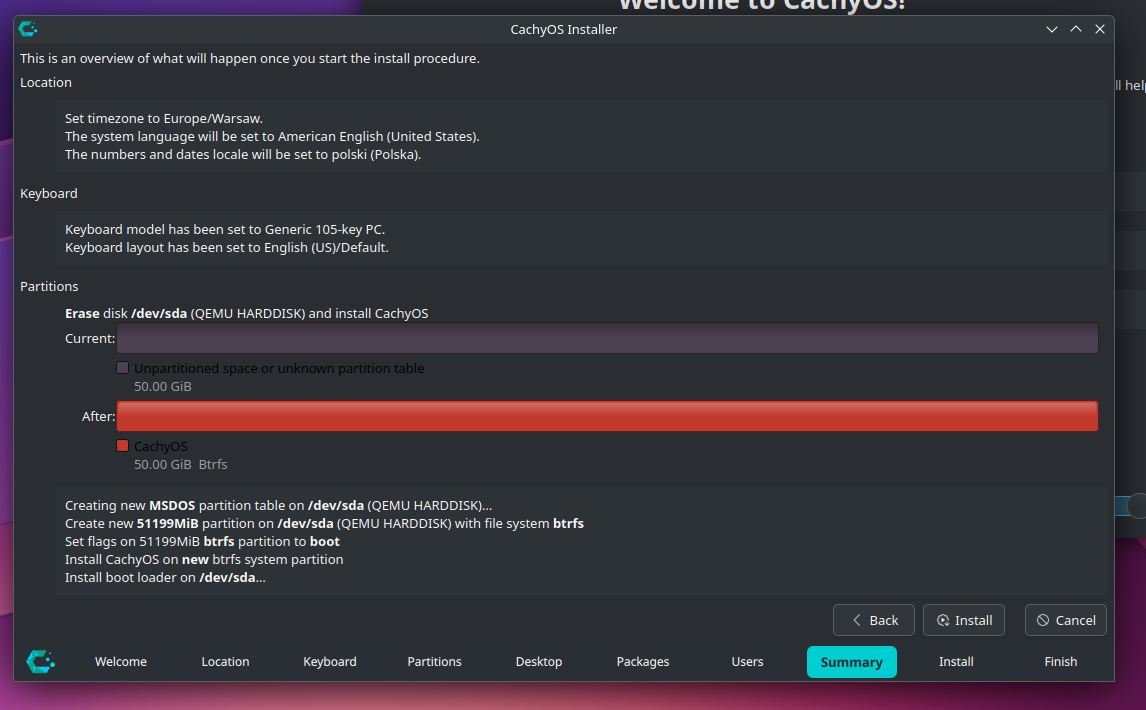 Welcome to CachyOS!
CachyOS Installer
This is an overview of what will happen once you start the install procedure.
ll help
Location
Set timezone to Europe/Warsaw.
The system language will be set to American English (United States).
The numbers and dates locale will be set to polski (Polska).
Keyboard
Keyboard model has been set to Generic 105-key PC.
Keyboard layout has been set to English (US)/Default.
Partitions
Erase disk /dev/sda (QEMU HARDDISK) and install CachyOS
Current:
Unpartitioned space or unknown partition table
50.00 GiB
After:
CachyOS
50.00 GiB Btrfs
Creating new MSDOS partition table on /dev/sda (QEMU HARDDISK)...
Create new 51199MiB partition on /dev/sda (QEMU HARDDISK) with file system btrfs
Set flags on 51199MiB btrfs partition to boot
Install CachyOS on new btrfs system partition
Install boot loader on /dev/sda...
Back Install Cancel
Welcome Location Keyboard Partitions Desktop Packages Users Summary Install Finish